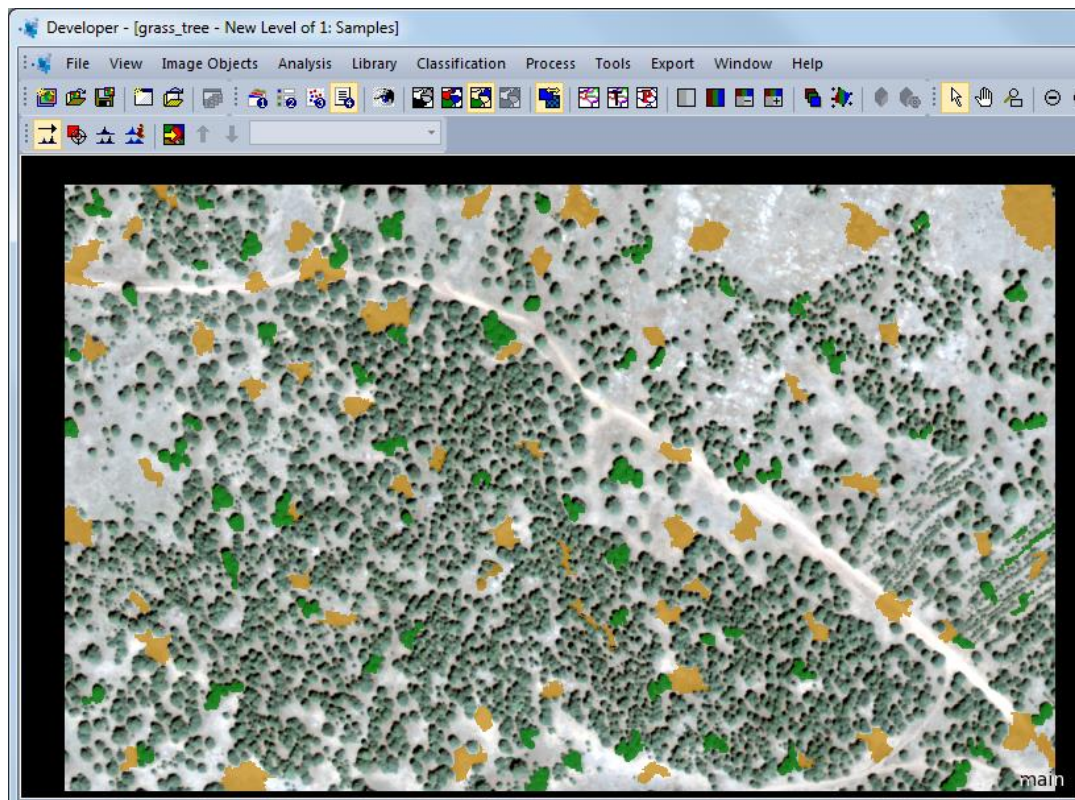 Developer - [grass_tree - New Level of 1: Samples]
File View Image Objects Analysis Library Classification Process Tools Export Window Help
main